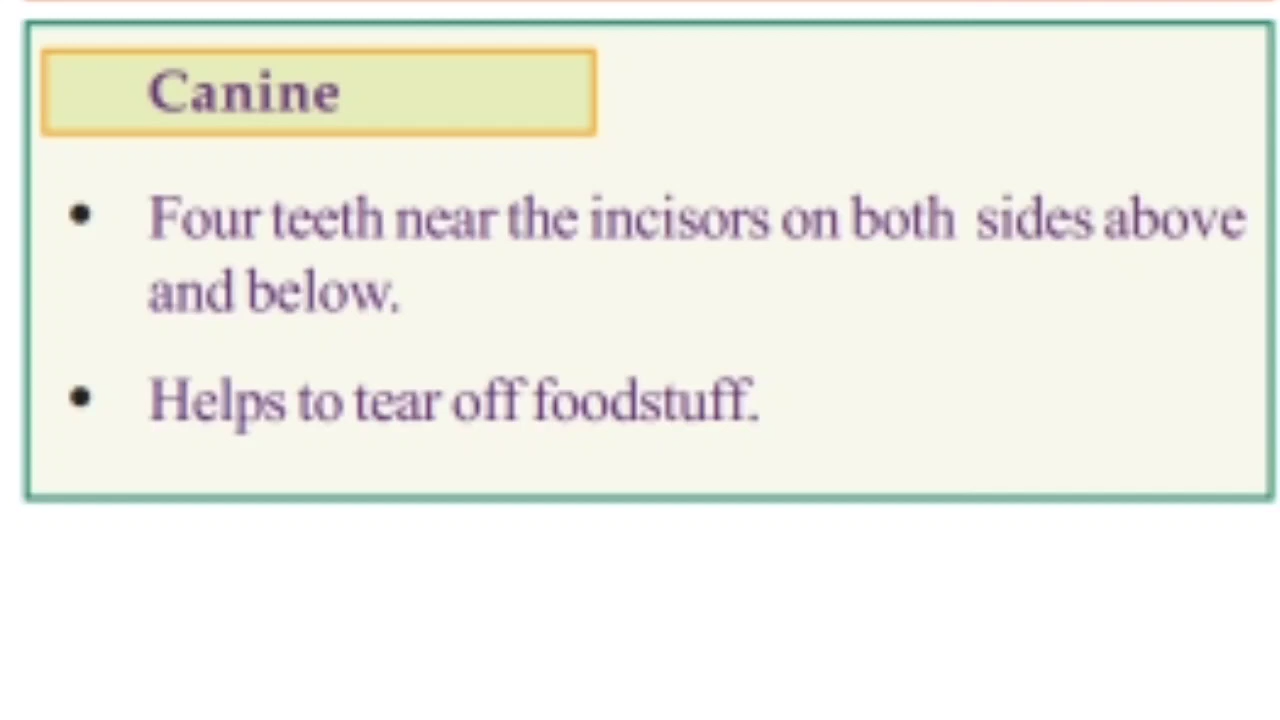 Canine
• Four teeth near the incisors on both sides above
and below.
• Helps to tear off foodstuff.